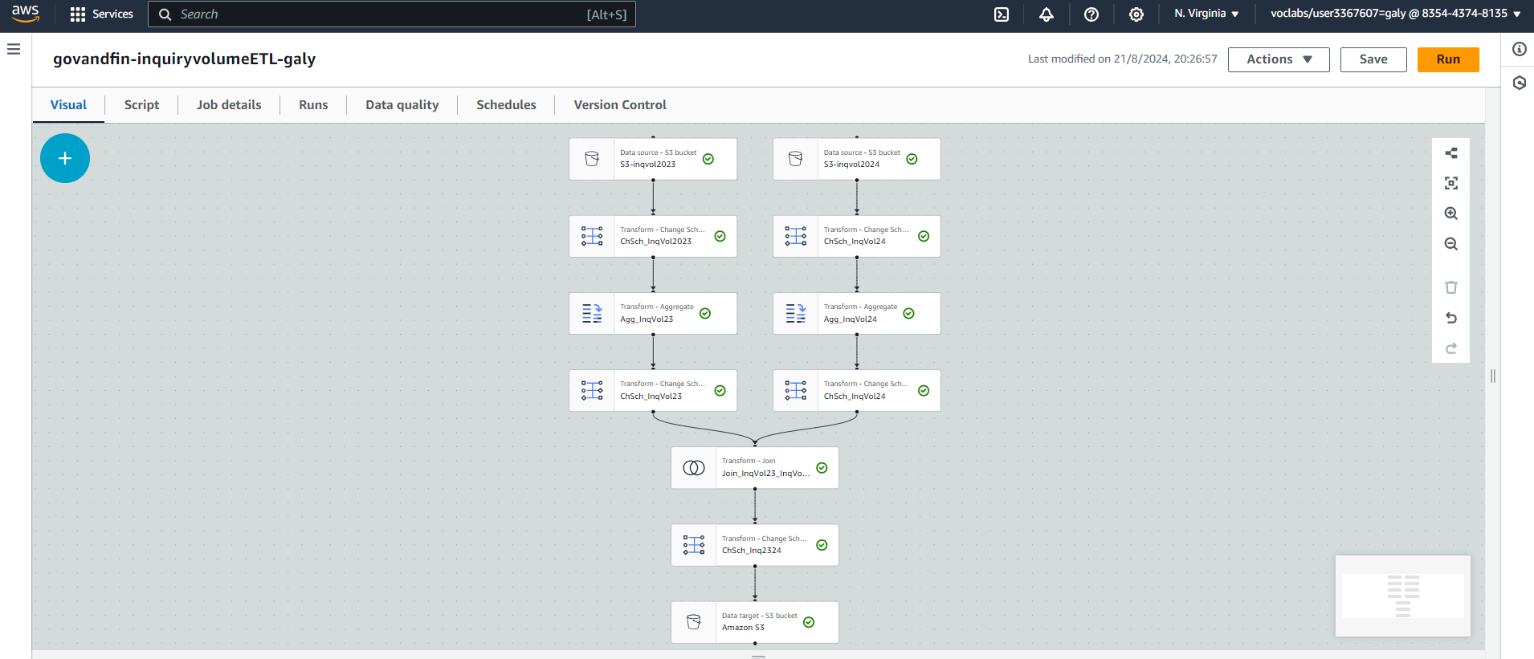 aws
Services
Search
[Alt+S]
N. Virginia
voclabs/user3367607=galy @ 8354-4374-8135
govandfin-inquiryvolumeETL-galy
Last modified on 21/8/2024, 20:26:57
Actions
Save
Run
Visual
Script
Job details
Runs
Data quality
Schedules
Version Control
Data source - S3 bucket
S3-inqvol2023
Data source - S3 bucket
S3-inqvol2024
Transform - Change Sch...
ChSch_InqVol2023
Transform - Change Sch...
ChSch_InqVol24
Transform - Aggregate
Agg_InqVol23
Transform - Aggregate
Agg_InqVol24
Transform - Change Sch...
ChSch_InqVol23
Transform - Change Sch...
ChSch_InqVol24
Transform - Join
Join_InqVol23_InqVo...
Transform - Change Sch...
ChSch_Inq2324
Data target - S3 bucket
Amazon S3